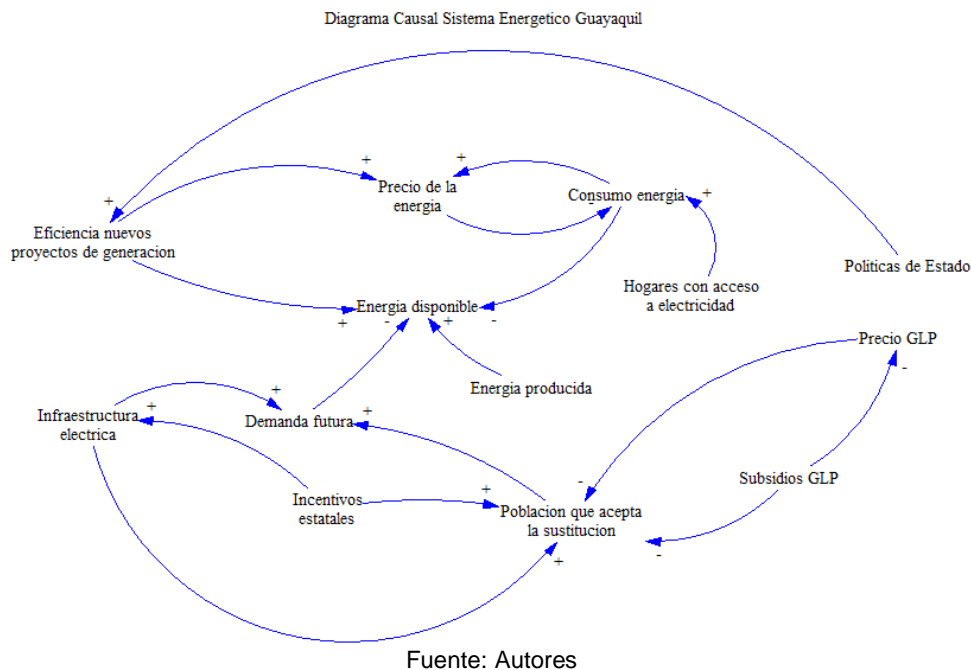 Diagrama Causal Sistema Energetico Guayaquil
+
+
+
Precio de la
energia
-
Consumo energia
+
Eficiencia nuevos
proyectos de generacion
Politicas de Estado
Hogares con acceso
a electricidad
Energia disponible
+
-
+
-
Precio GLP
-
Energia producida
Infraestructura
electrica
+
+
Demanda futura
+
Subsidios GLP
Incentivos
estatales
+
-
Poblacion que acepta
la sustitucion
+
-
Fuente: Autores